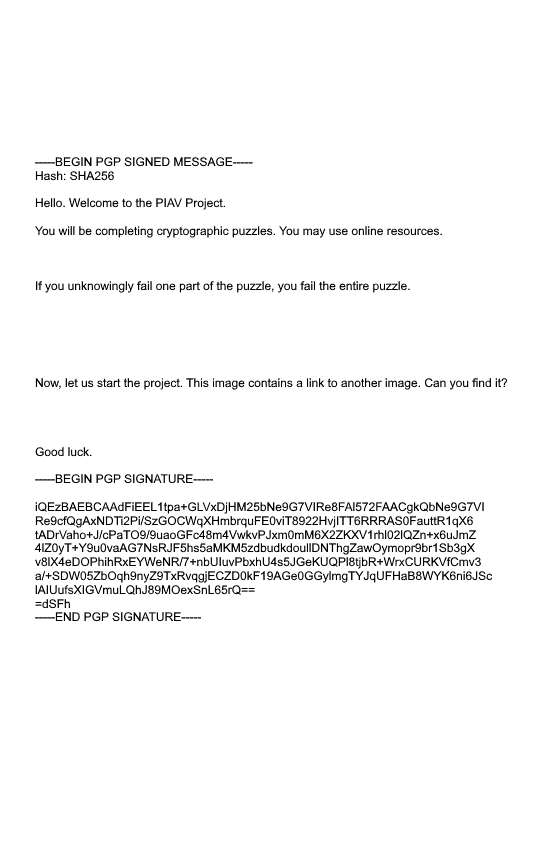 -----BEGIN PGP SIGNED MESSAGE-----
Hash: SHA256
Hello. Welcome to the PIAV Project.
You will be completing cryptographic puzzles. You may use online resources.
If you unknowingly fail one part of the puzzle, you fail the entire puzzle.
Now, let us start the project. This image contains a link to another image. Can you find it?
Good luck.
-----BEGIN PGP SIGNATURE-----
iQEzBAEBCAAdFiEEL1tpa+GLVxDjHM25bNe9G7VIRe8FAl572FAACgkQbNe9G7VI
Re9cfQgAxNDTi2Pi/SzGOCWqXHmbrquFE0viT8922HvjITT6RRRAS0FauttR1qX6
tADrVaho+J/cPaTO9/9uaoGFc48m4VwkvPJxm0mM6X2ZKXV1rhl02lQZn+x6uJmZ
4lZ0yT+Y9u0vaAG7NsRJF5hs5aMKM5zdbudkdoullDNThgZawOymopr9br1Sb3gX
v8lX4eDOPhihRxEYWeNR/7+nbUIuvPbxhU4s5JGeKUQPl8tjbR+WrxCURKVfCmv3
a/+SDW05ZbOqh9nyZ9TxRvqgjECZD0kF19AGe0GGylmgTYJqUFHaB8WYK6ni6JSc
lAIUufsXIGVmuLQhJ89MOexSnL65rQ==
=dSFh
-----END PGP SIGNATURE-----